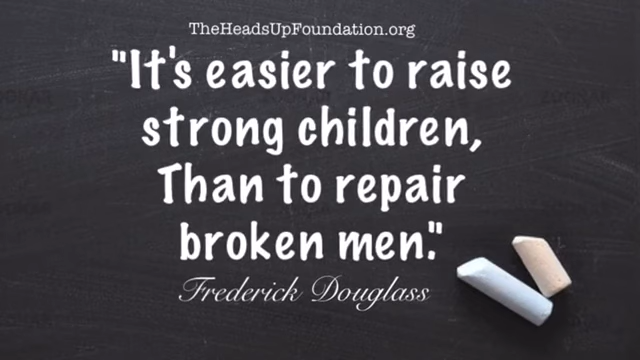 TheHeadsUpFoundation.org
"It's easier to raise
strong children,
Than to repair
broken men."
Frederick Douglass